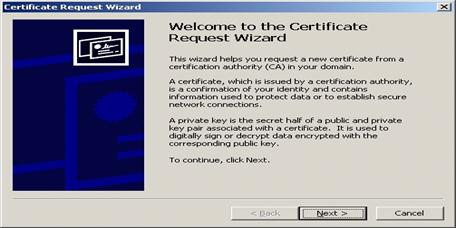 Certificate Request Wizard
Welcome to the Certificate
Request Wizard
This wizard helps you request a new certificate from a
certification authority (CA) in your domain.
A certificate, which is issued by a certification authority,
is a confirmation of your identity and contains
information used to protect data or to establish secure
network connections.
A private key is the secret half of a public and private
key pair associated with a certificate. It is used to
digitally sign or decrypt data encrypted with the
corresponding public key.
To continue, click Next.
< Back
Next >
Cancel